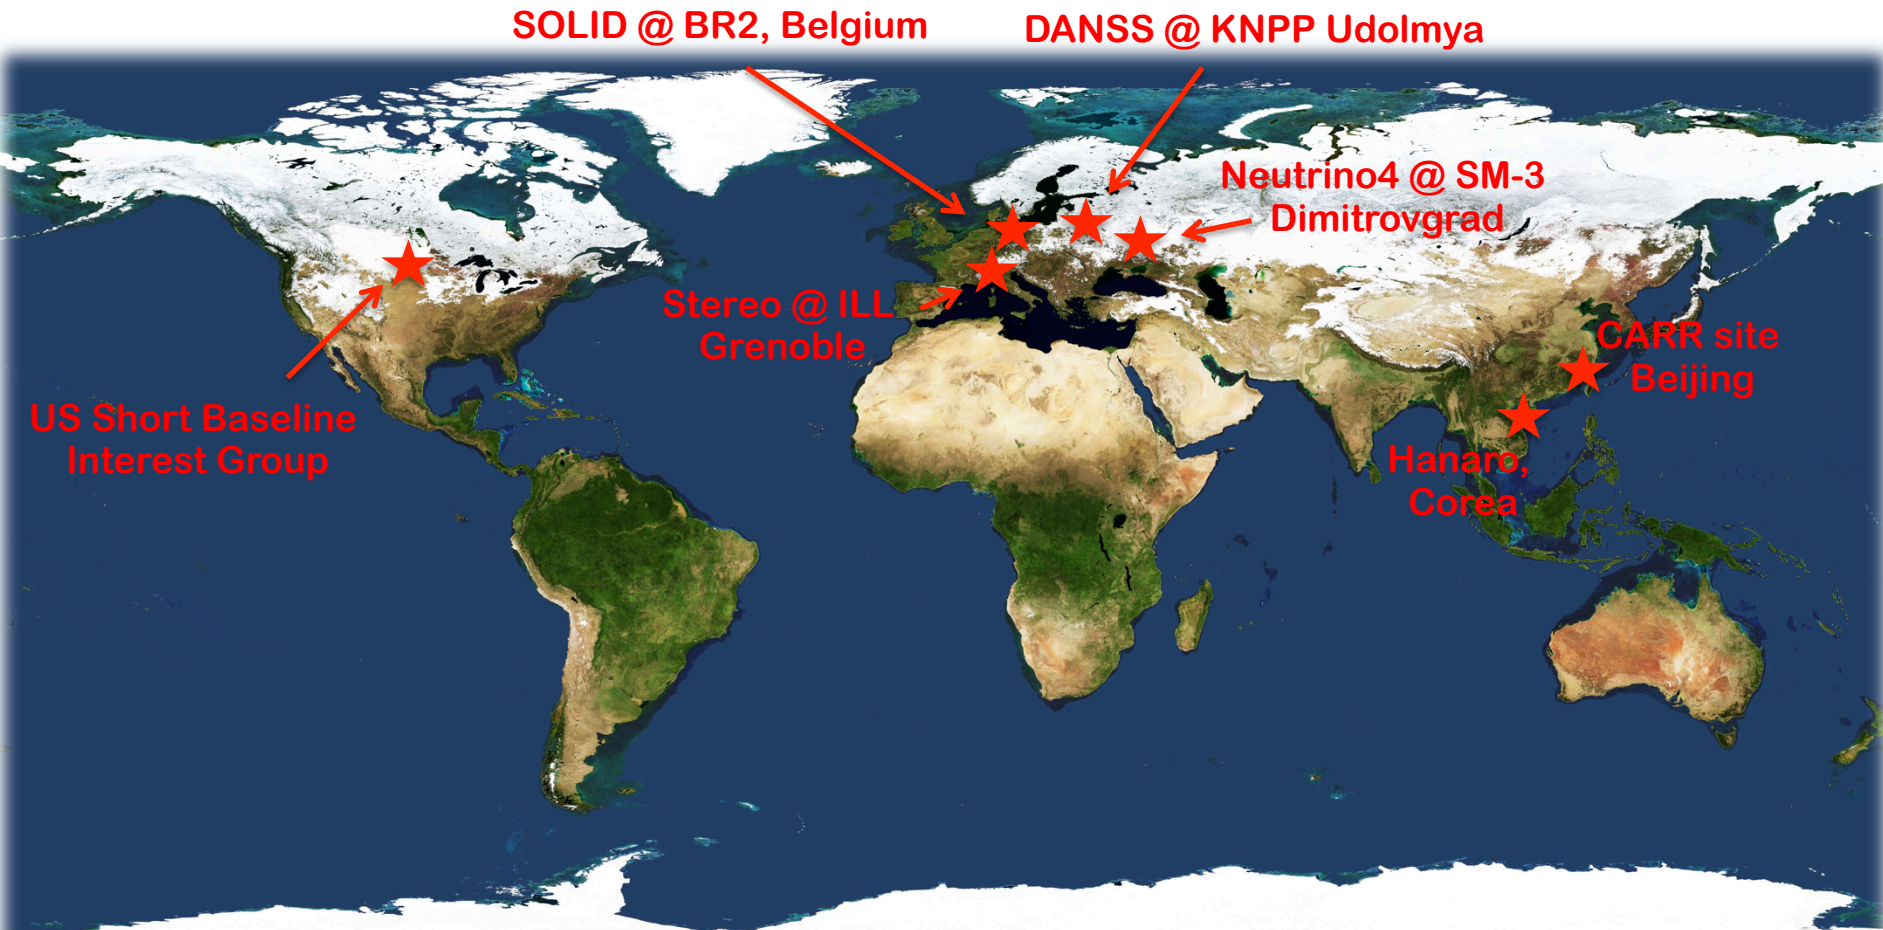 SOLID @ BR2, Belgium
DANSS @ KNPP Udolmya
Neutrino4 @ SM-3
Dimitrovgrad
Stereo @ ILL
Grenoble
CARR site
Beijing
US Short Baseline
Interest Group
Hanaro,
Corea